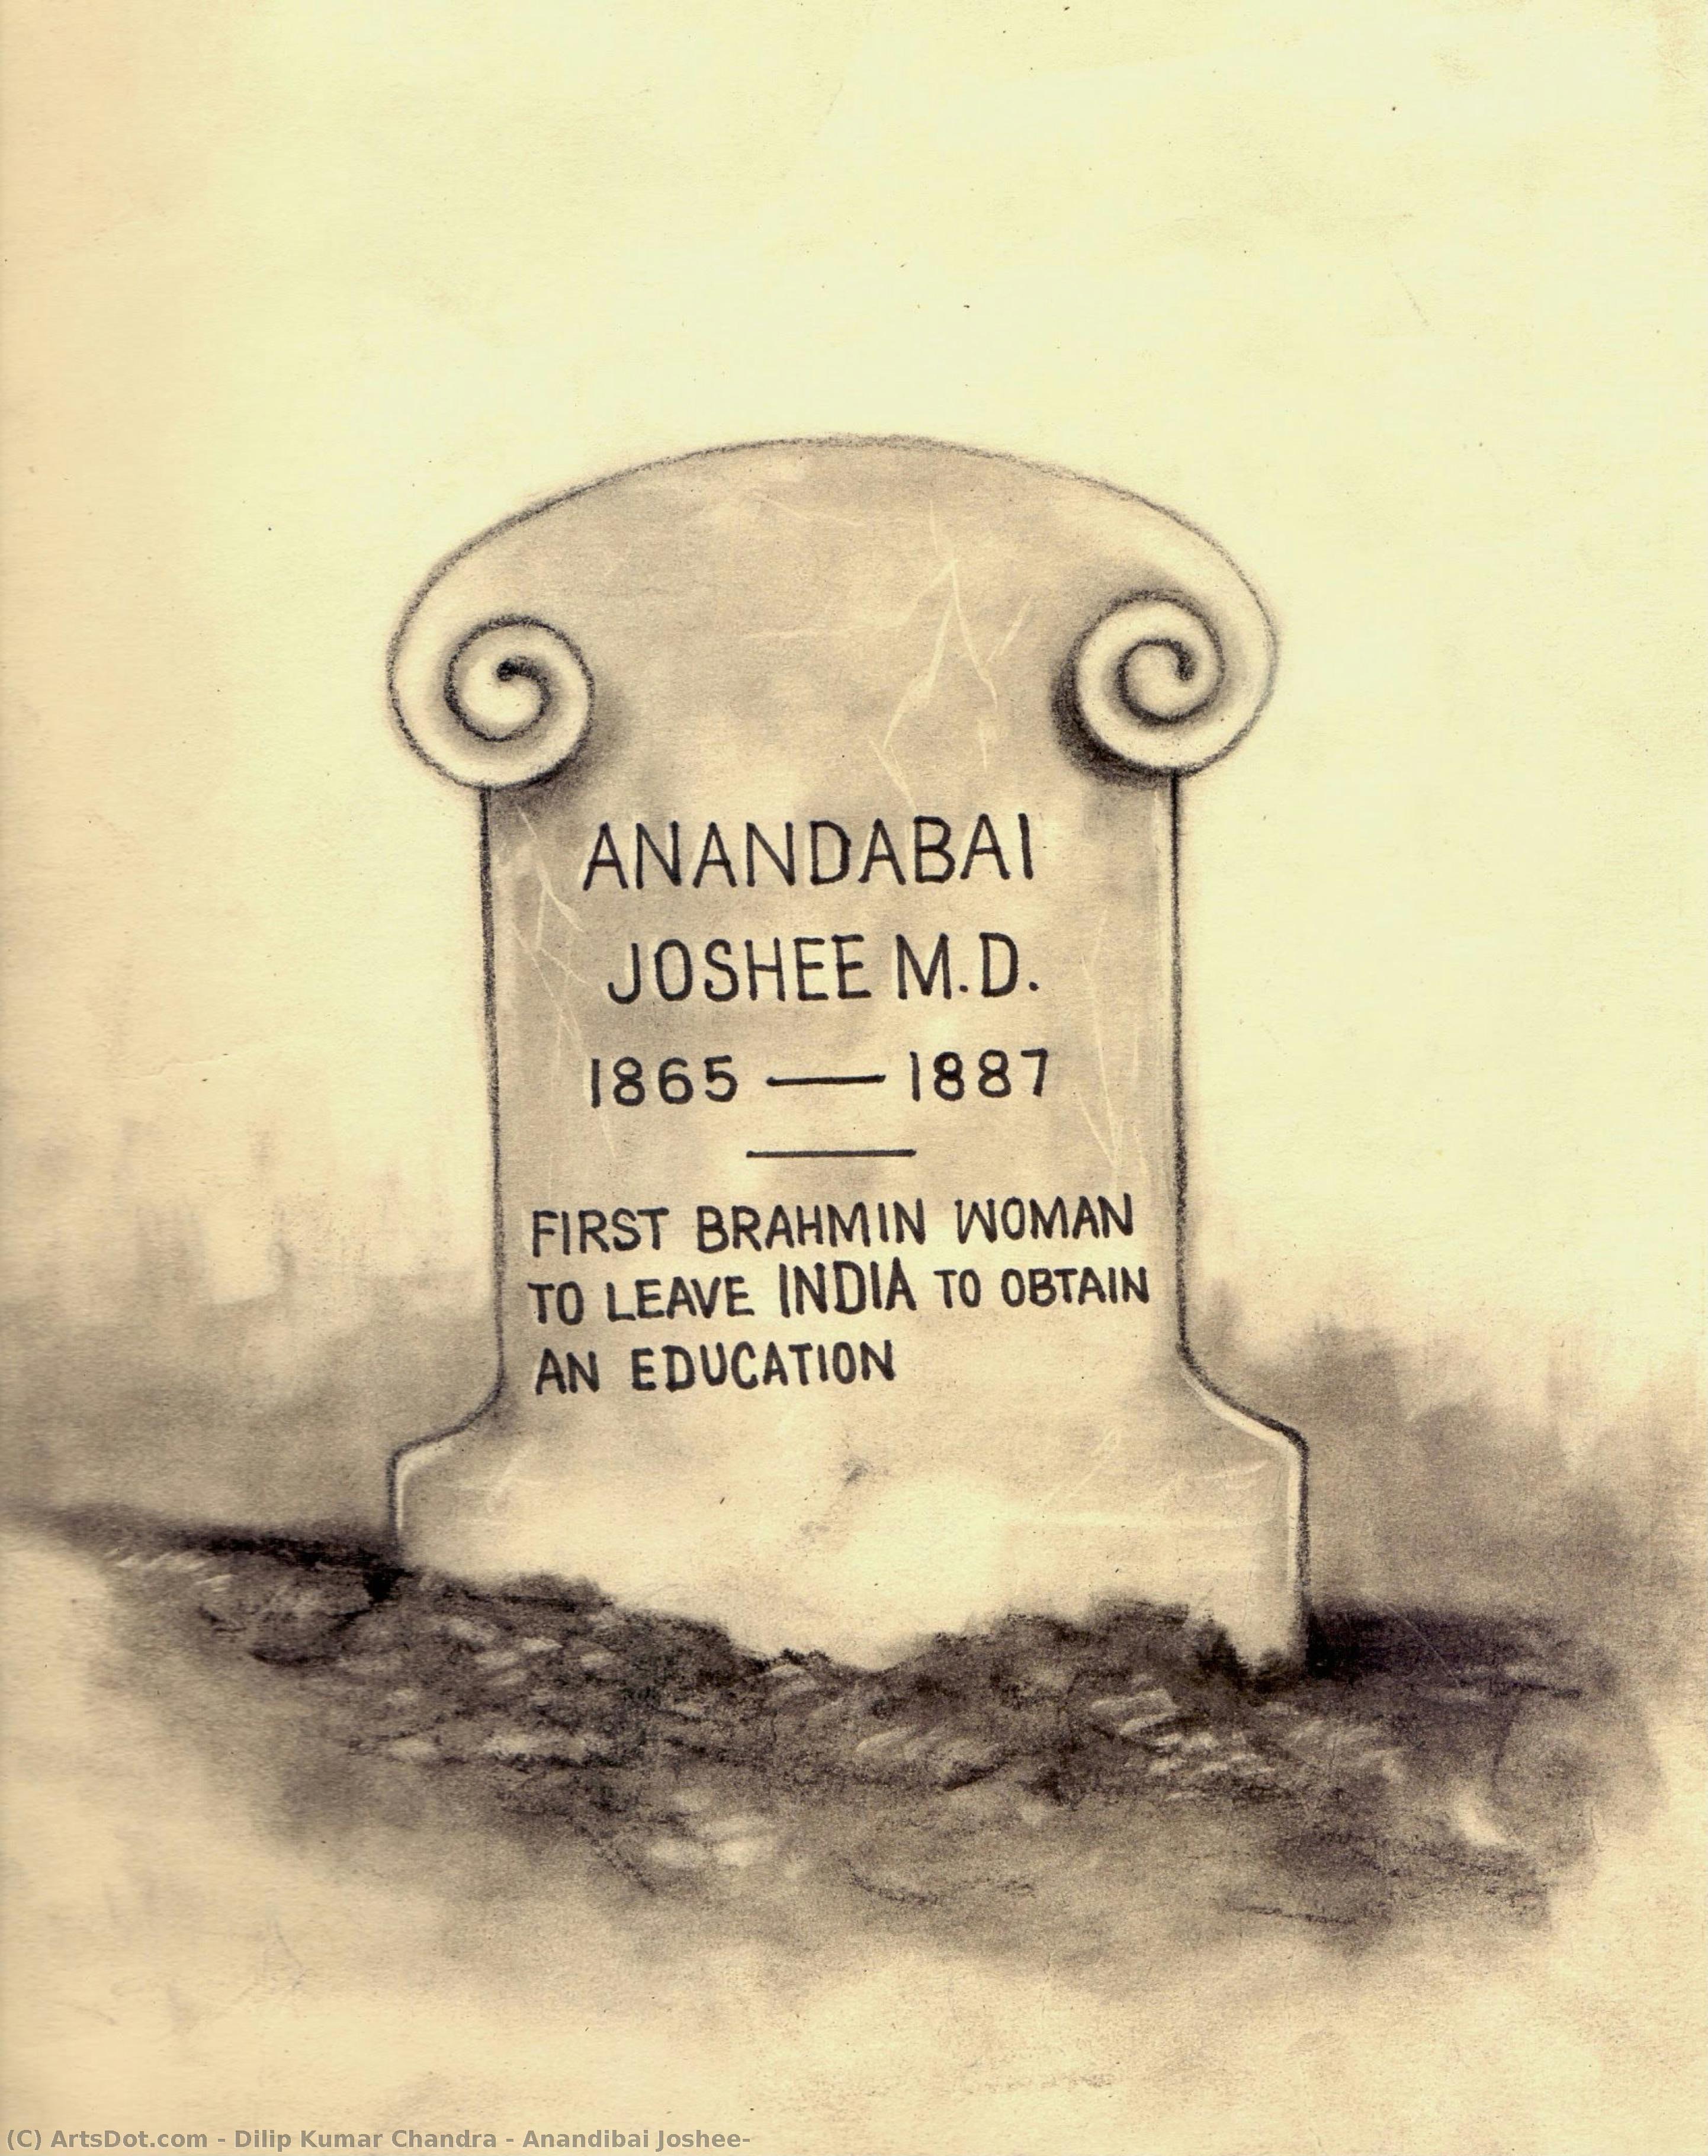 ANANDABAI
JOSHEE M.D.
1865 — 1887
FIRST BRAHMIN WOMAN
TO LEAVE INDIA TO OBTAIN
AN EDUCATION
(C) ArtsDot.com - Dilip Kumar Chandra - Anandibai Joshee-